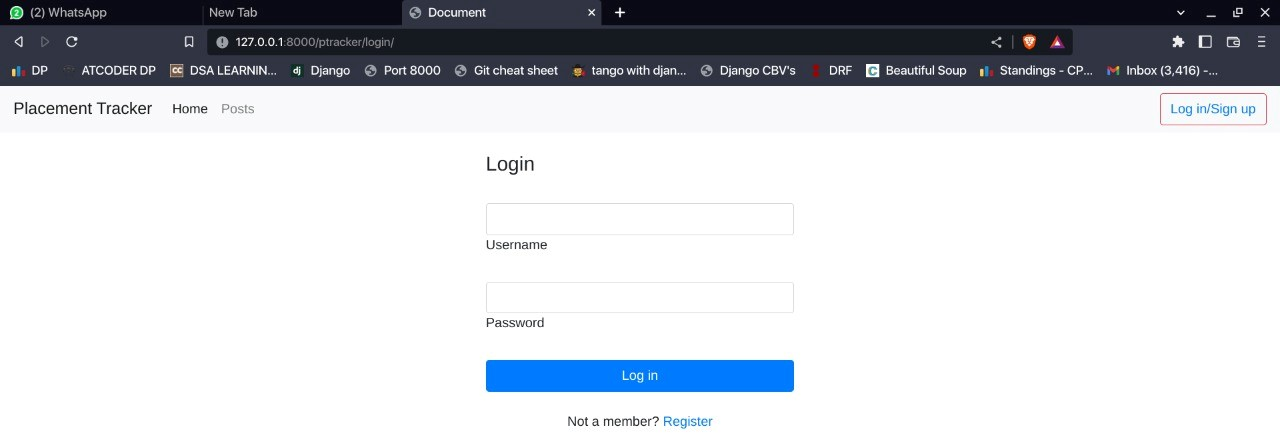 (2) WhatsApp New Tab Document
127.0.0.1:8000/ptracker/login/
DP ATCODER DP DSA LEARNIN... Django Port 8000 Git cheat sheet tango with djan... Django CBV's DRF Beautiful Soup Standings - CP... Inbox (3,416) -...
Placement Tracker Home Posts Log in/Sign up
Login
Username
Password
Log in
Not a member? Register